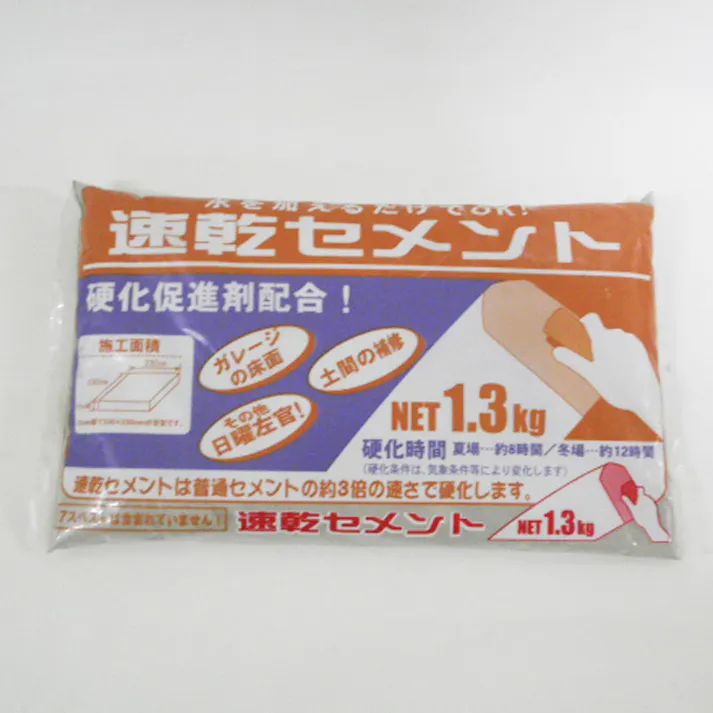 水を加えるだけでOK!
速乾セメント
硬化促進剤配合！
施工面積
ガレージ
の床面
土間の補修
その他
日曜左官!
NET 1.3kg
硬化時間 夏場…約8時間／冬場…約12時間
(硬化条件は、気象条件等により変化します)
速乾セメントは普通セメントの約3倍の速さで硬化します。
アスベストは含まれていません！
速乾セメント
NET 1.3kg